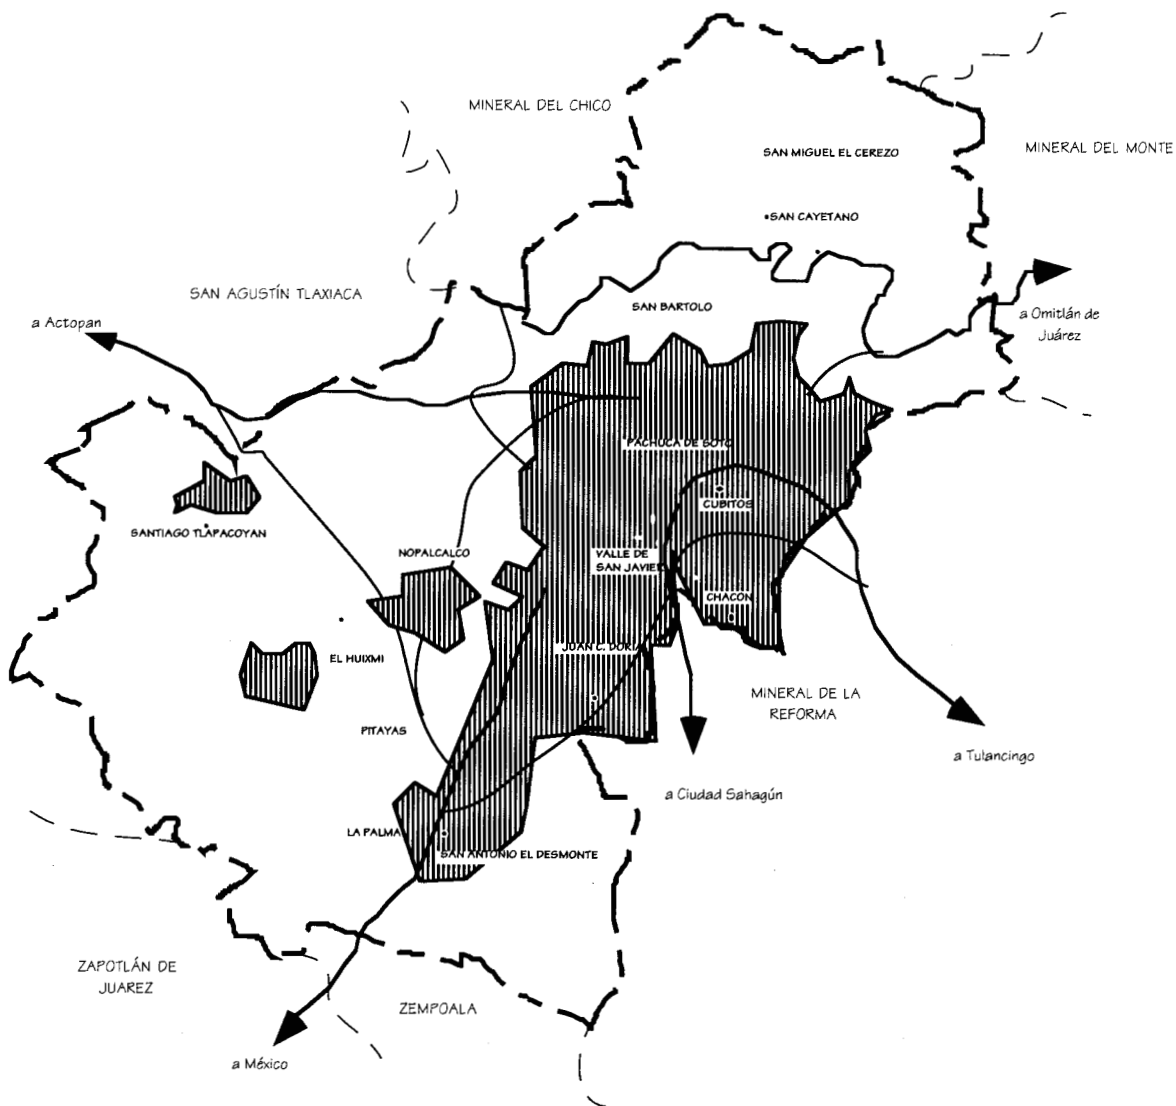 MINERAL DEL CHICO
SAN MIGUEL EL CEREZO
MINERAL DEL MONTE
SAN CAYETANO
SAN AGUSTÍN TLAXIACA
SAN BARTOLO
a Actopan
a Omitlán de
Juárez
PACHUCA DE SOTO
CUBITOS
SANTIAGO TLAPACOYAN
NOPALCALCO
VALLE DE
SAN JAVIER
CHACON
JUAN C. DORIA
EL HUIXMI
MINERAL DE LA
REFORMA
PITAYAS
a Tulancingo
a Ciudad Sahagún
LA PALMA
SAN ANTONIO EL DESMONTE
ZAPOTLÁN DE
JUAREZ
ZEMPOALA
a México